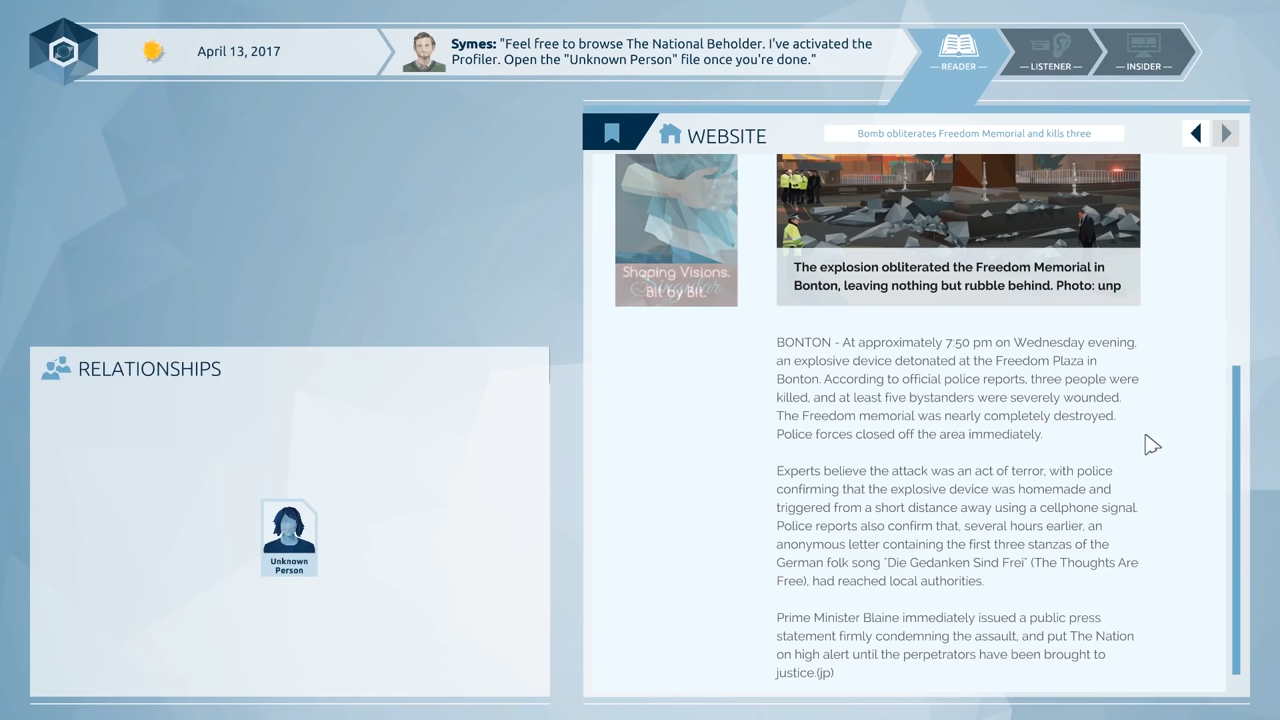 April 13, 2017
Symes: "Feel free to browse The National Beholder. I've activated the
Profiler. Open the "Unknown Person" file once you're done."
— READER —
— LISTENER —
— INSIDER —
WEBSITE
Bomb obliterates Freedom Memorial and kills three
Shaping Visions.
Bit by Bit.
The explosion obliterated the Freedom Memorial in
Bonton, leaving nothing but rubble behind. Photo: unp
BONTON - At approximately 7:50 pm on Wednesday evening,
an explosive device detonated at the Freedom Plaza in
Bonton. According to official police reports, three people were
killed, and at least five bystanders were severely wounded.
The Freedom memorial was nearly completely destroyed.
Police forces closed off the area immediately.
Experts believe the attack was an act of terror, with police
confirming that the explosive device was homemade and
triggered from a short distance away using a cellphone signal.
Police reports also confirm that, several hours earlier, an
anonymous letter containing the first three stanzas of the
German folk song "Die Gedanken Sind Frei" (The Thoughts Are
Free), had reached local authorities.
Prime Minister Blaine immediately issued a public press
statement firmly condemning the assault, and put The Nation
on high alert until the perpetrators have been brought to
justice.(jp)
RELATIONSHIPS
Unknown
Person